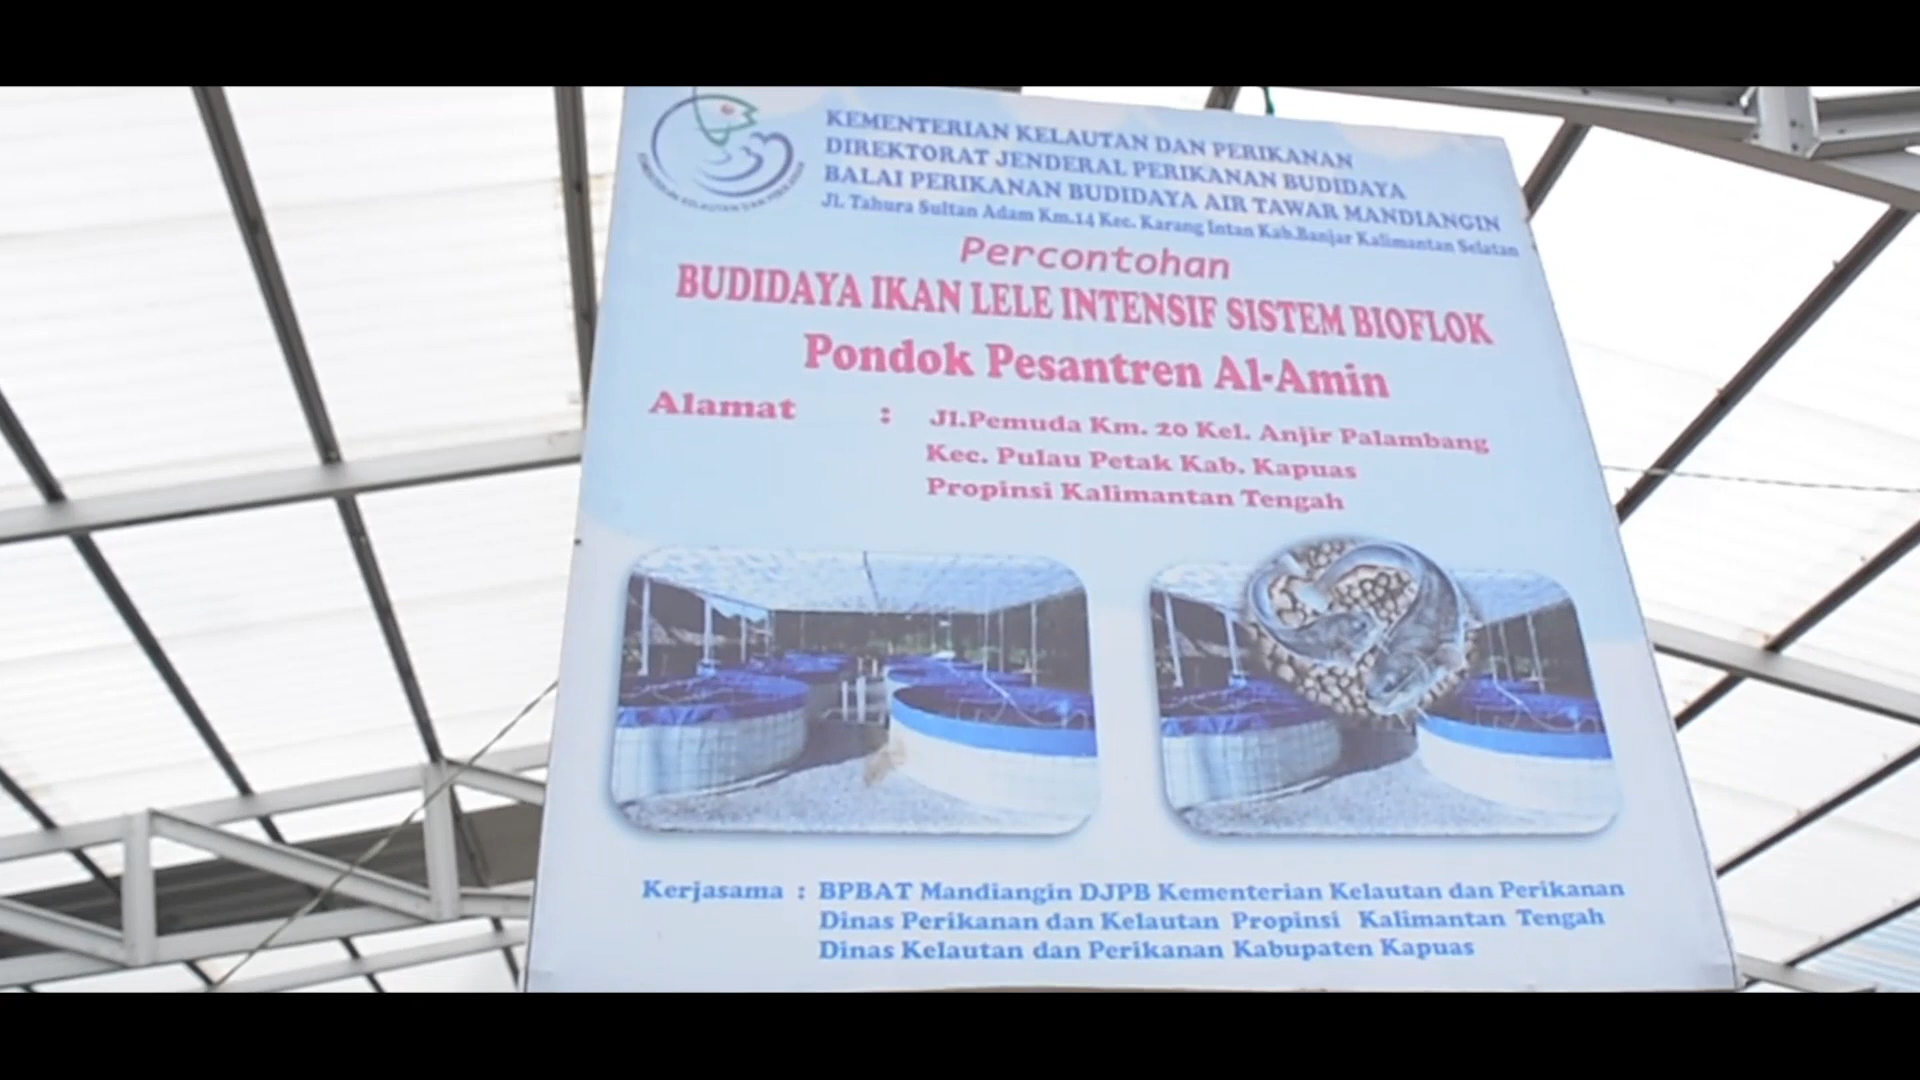 KEMENTERIAN KELAUTAN DAN PERIKANAN
DIREKTORAT JENDERAL PERIKANAN BUDIDAYA
BALAI PERIKANAN BUDIDAYA AIR TAWAR MANDIANGIN
Jl. Tahura Sultan Adam Km.14 Kec. Karang Intan Kab.Banjar Kalimantan Selatan
Percontohan
BUDIDAYA IKAN LELE INTENSIF SISTEM BIOFLOK
Pondok Pesantren Al-Amin
Alamat : Jl.Pemuda Km. 20 Kel. Anjir Palambang
Kec. Pulau Petak Kab. Kapuas
Propinsi Kalimantan Tengah
Kerjasama : BPBAT Mandiangin DJPB Kementerian Kelautan dan Perikanan
Dinas Perikanan dan Kelautan Propinsi Kalimantan Tengah
Dinas Kelautan dan Perikanan Kabupaten Kapuas